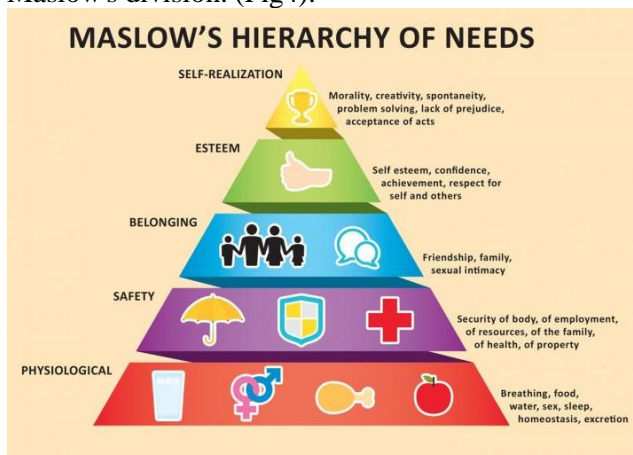 Maslow's division. (Fig4).
MASLOW'S HIERARCHY OF NEEDS
SELF-REALIZATION
Morality, creativity, spontaneity,
problem solving, lack of prejudice,
acceptance of acts
ESTEEM
Self esteem, confidence,
achievement, respect for
self and others
BELONGING
Friendship, family,
sexual intimacy
SAFETY
Security of body, of employment,
of resources, of the family,
of health, of property
PHYSIOLOGICAL
Breathing, food,
water, sex, sleep,
homeostasis, excretion